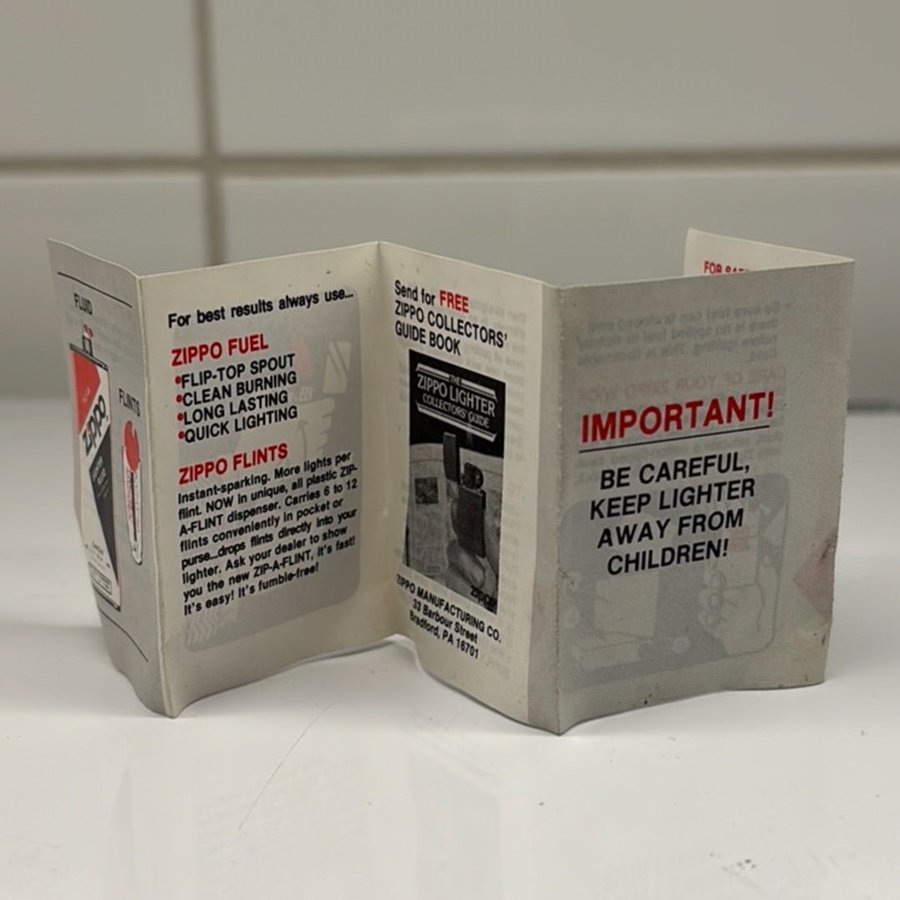 FLUID
zippo
FLINTS
For best results always use...
ZIPPO FUEL
•FLIP-TOP SPOUT
•CLEAN BURNING
•LONG LASTING
•QUICK LIGHTING
ZIPPO FLINTS
Instant-sparking. More lights per
flint. NOW in unique, all plastic ZIP-
A-FLINT dispenser. Carries 6 to 12
flints conveniently in pocket or
purse...drops flints directly into your
lighter. Ask your dealer to show
you the new ZIP-A-FLINT, it's fast!
It's easy! It's fumble-free!
Send for FREE
ZIPPO COLLECTORS'
GUIDE BOOK
THE
ZIPPO LIGHTER
COLLECTORS' GUIDE
zippo
ZIPPO MANUFACTURING CO.
33 Barbour Street
Bradford, PA 16701
IMPORTANT!
BE CAREFUL,
KEEP LIGHTER
AWAY FROM
CHILDREN!
FOR